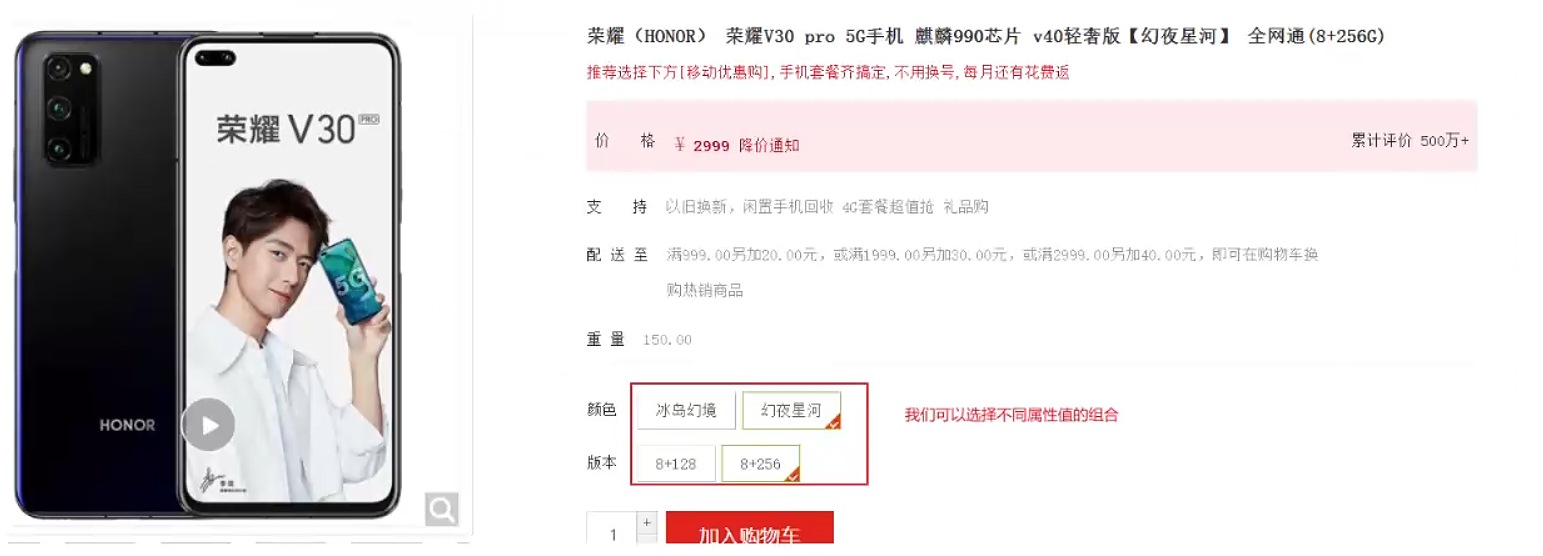 荣耀V30 PRO
5G
HONOR
荣耀（HONOR） 荣耀V30 pro 5G手机 麒麟990芯片 v40轻奢版【幻夜星河】 全网通(8+256G)
推荐选择下方[移动优惠购],手机套餐齐搞定,不用换号,每月还有花费返
价 格 ￥ 2999 降价通知 累计评价 500万+
支 持 以旧换新，闲置手机回收 4G套餐超值抢 礼品购
配 送 至 满999.00另加20.00元，或满1999.00另加30.00元，或满2999.00另加40.00元，即可在购物车换
购热销商品
重 量 150.00
颜色 冰岛幻境 幻夜星河 我们可以选择不同属性值的组合
版本 8+128 8+256
1 + 加入购物车